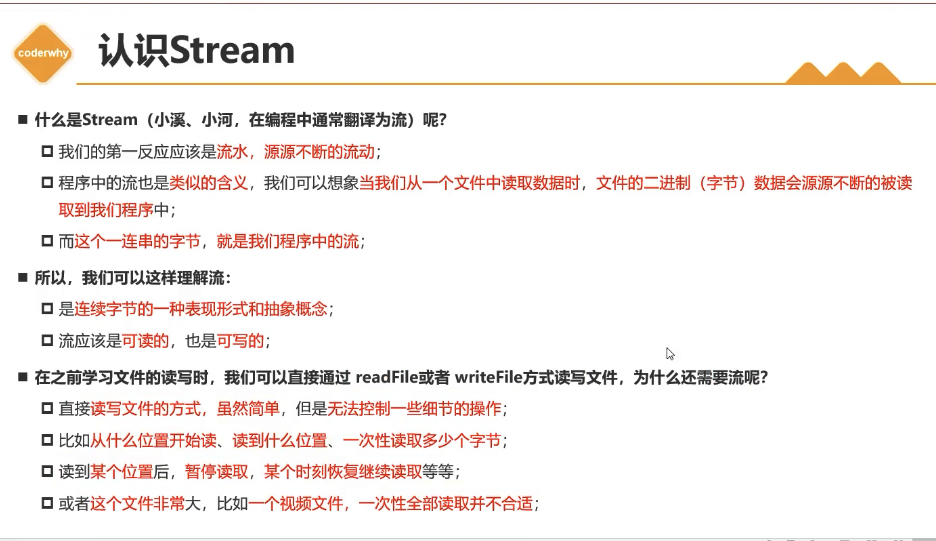 coderwhy
认识Stream
■ 什么是Stream（小溪、小河，在编程中通常翻译为流）呢？
我们的第一反应应该是流水，源源不断的流动；
程序中的流也是类似的含义，我们可以想象当我们从一个文件中读取数据时，文件的二进制（字节）数据会源源不断的被读
取到我们程序中；
而这个一连串的字节，就是我们程序中的流；
■ 所以，我们可以这样理解流：
是连续字节的一种表现形式和抽象概念；
流应该是可读的，也是可写的；
■ 在之前学习文件的读写时，我们可以直接通过 readFile或者 writeFile方式读写文件，为什么还需要流呢？
直接读写文件的方式，虽然简单，但是无法控制一些细节的操作；
比如从什么位置开始读、读到什么位置、一次性读取多少个字节；
读到某个位置后，暂停读取，某个时刻恢复继续读取等等；
或者这个文件非常大，比如一个视频文件，一次性全部读取并不合适；